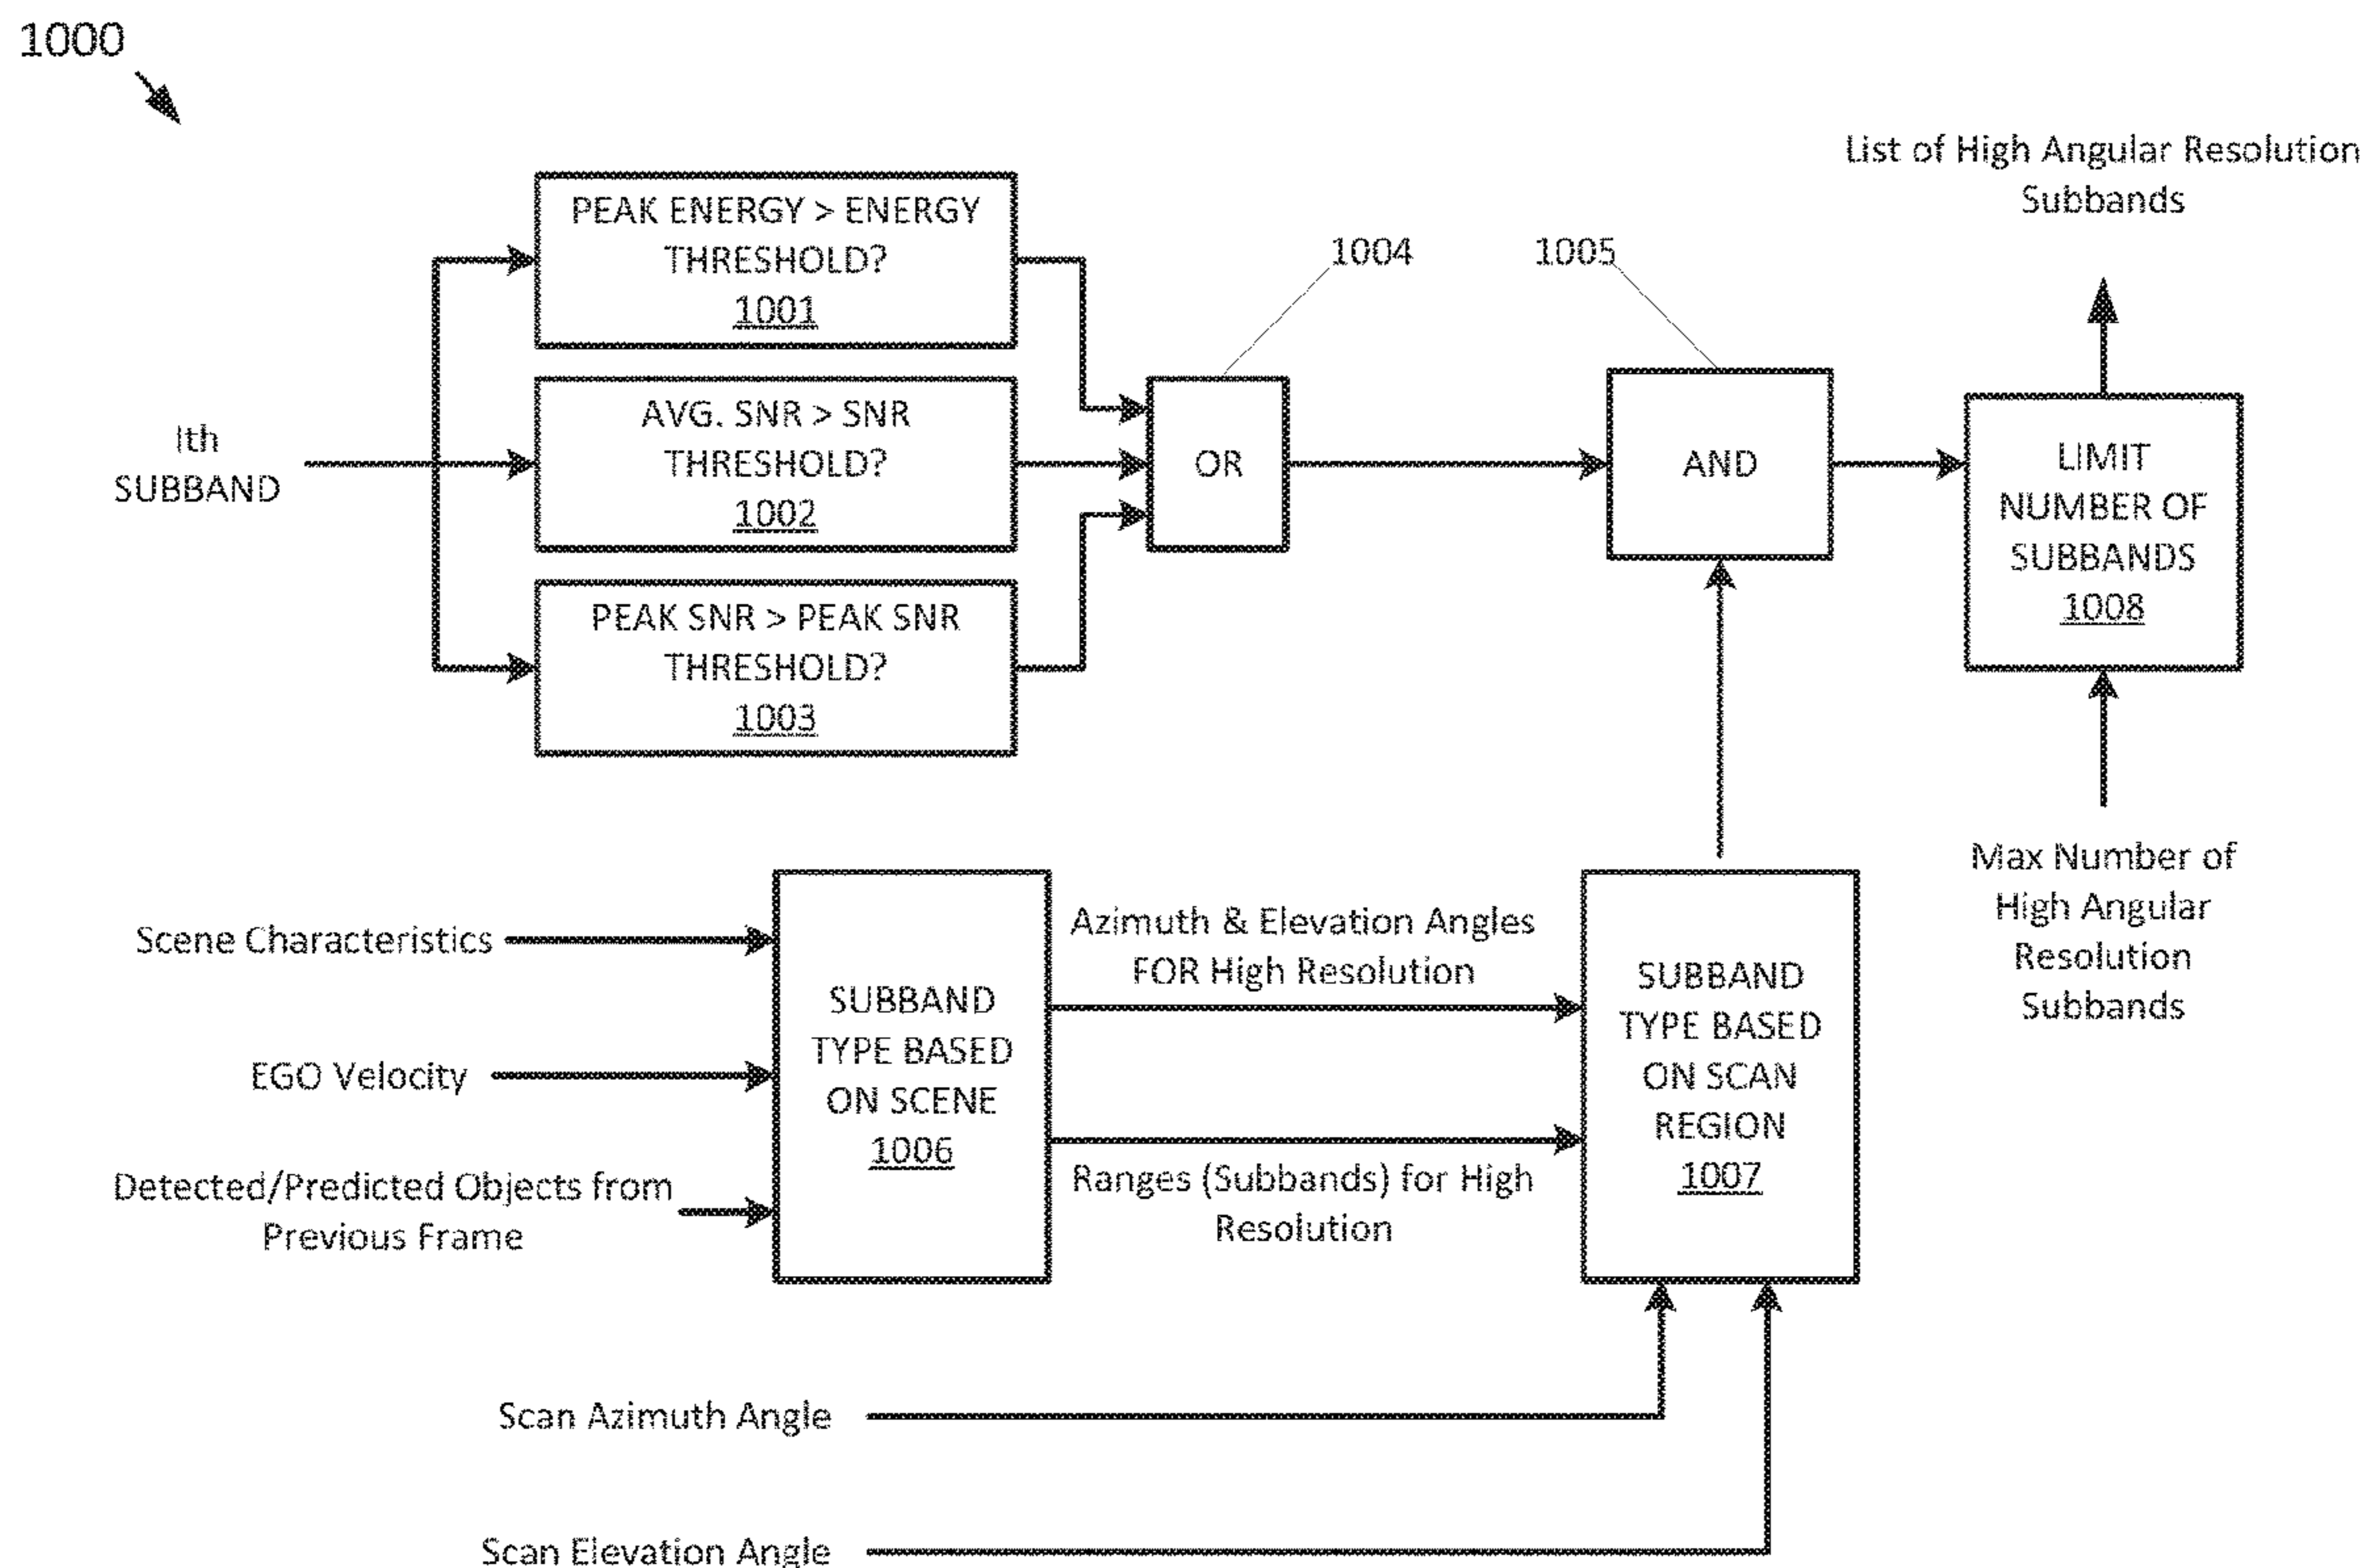 1000
List of High Angular Resolution
Subbands
PEAK ENERGY > ENERGY
THRESHOLD?
1001
1004
1005
Ith
SUBBAND
AVG. SNR > SNR
THRESHOLD?
1002
OR
AND
LIMIT
NUMBER OF
SUBBANDS
1008
PEAK SNR > PEAK SNR
THRESHOLD?
1003
Max Number of
High Angular
Resolution
Subbands
Scene Characteristics
EGO Velocity
Detected/Predicted Objects from
Previous Frame
SUBBAND
TYPE BASED
ON SCENE
1006
Azimuth & Elevation Angles
FOR High Resolution
Ranges (Subbands) for High
Resolution
SUBBAND
TYPE BASED
ON SCAN
REGION
1007
Scan Azimuth Angle
Scan Elevation Angle